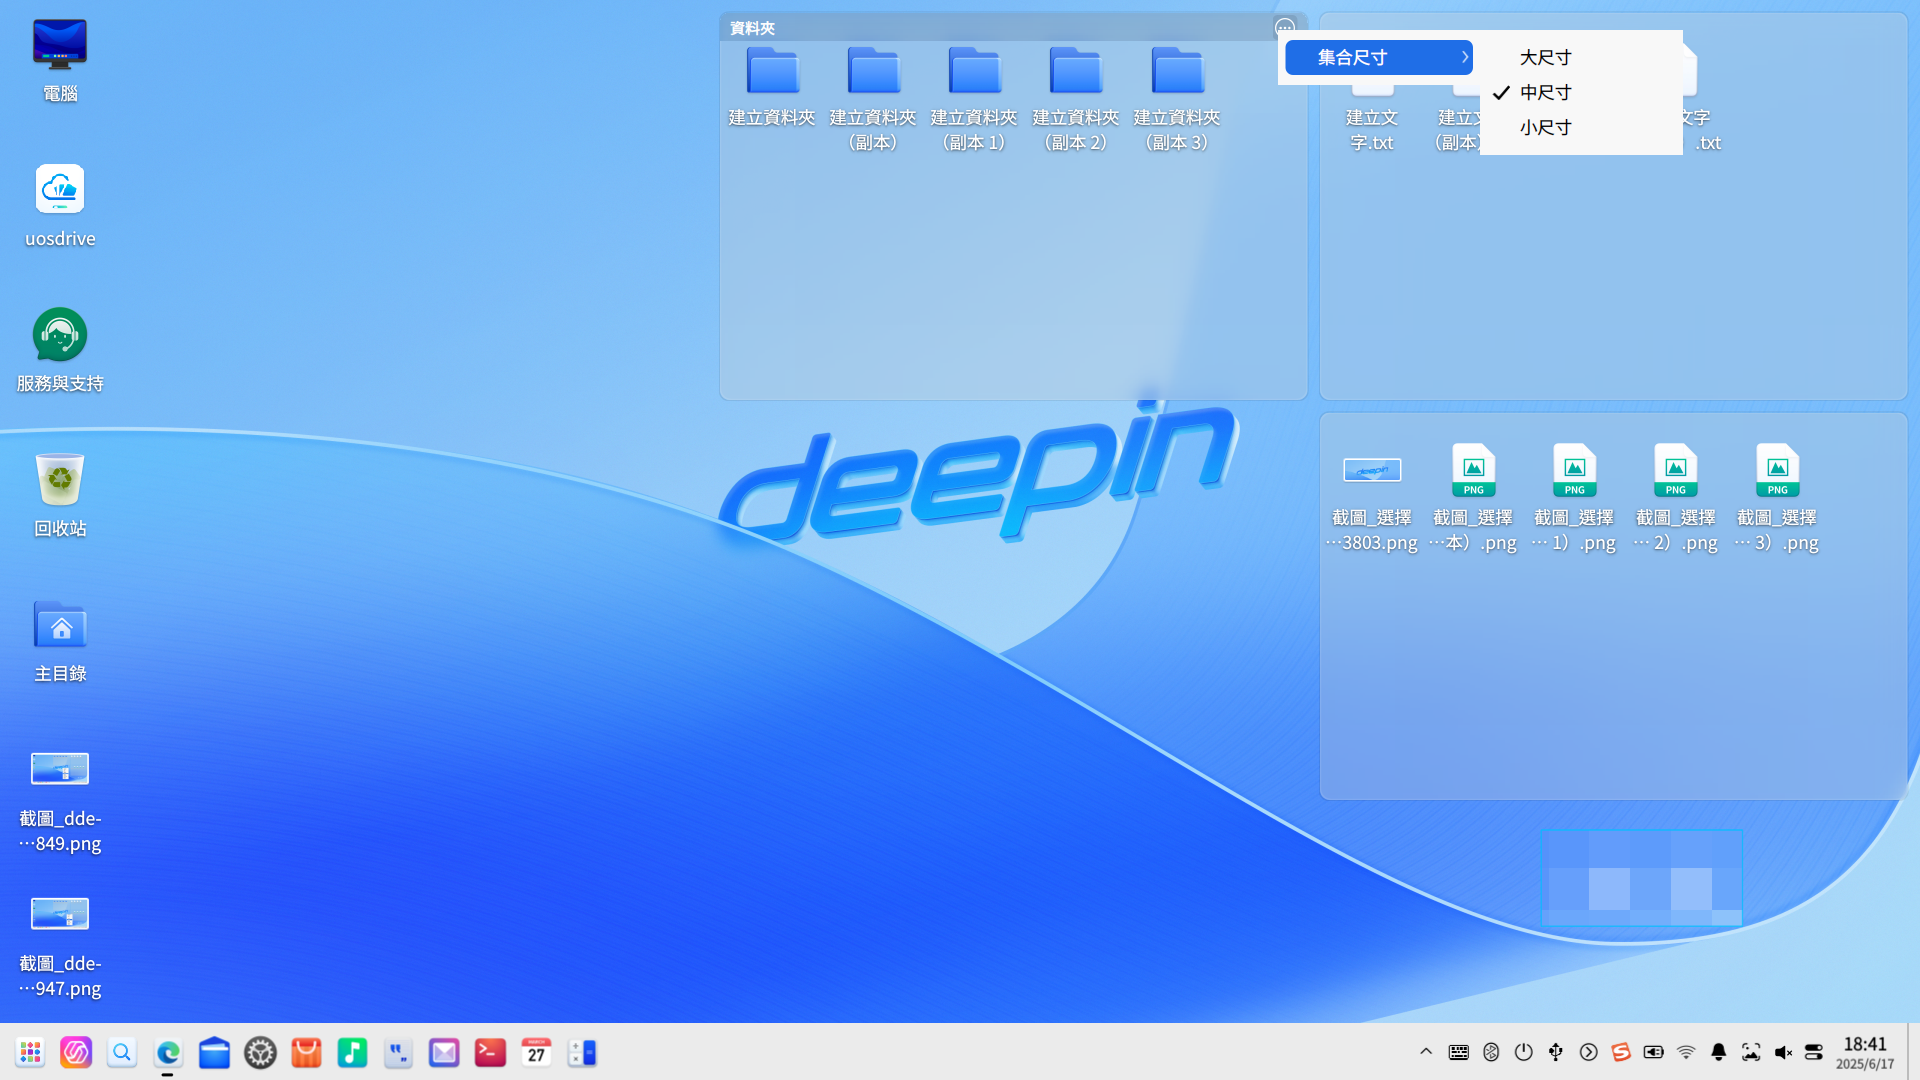 電腦
uosdrive
服務與支持
回收站
主目錄
截圖_dde-
…849.png
截圖_dde-
…947.png
資料夾
建立資料夾
建立資料夾
（副本）
建立資料夾
（副本 1）
建立資料夾
（副本 2）
建立資料夾
（副本 3）
集合尺寸
大尺寸
中尺寸
小尺寸
建立文
字.txt
建立文
（副本）
文字
.txt
deepin
截圖_選擇
…3803.png
PNG
截圖_選擇
…本）.png
PNG
截圖_選擇
… 1）.png
PNG
截圖_選擇
… 2）.png
PNG
截圖_選擇
… 3）.png
27
18:41
2025/6/17